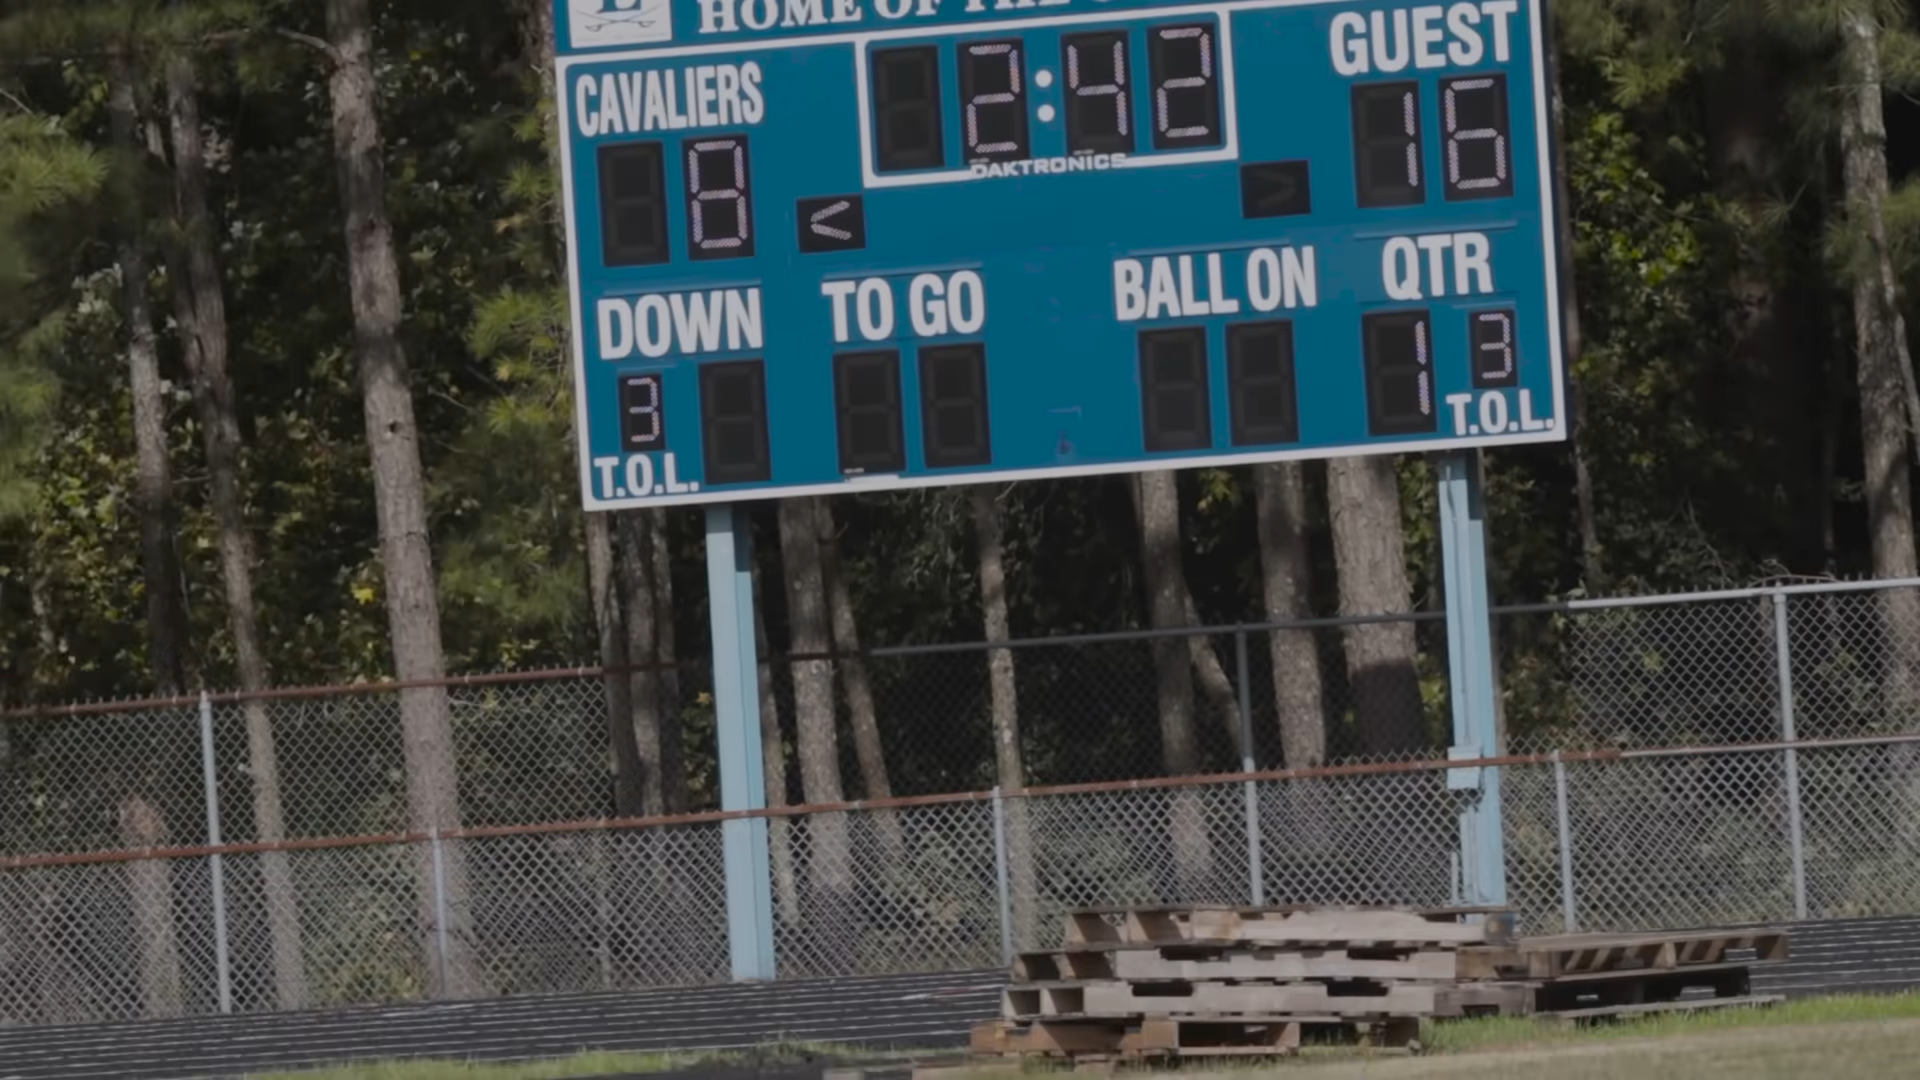 HOME OF THE
CAVALIERS
2:42
GUEST
8
16
<
>
DAKTRONICS
DOWN
TO GO
BALL ON
QTR
3
1
3
T.O.L.
T.O.L.